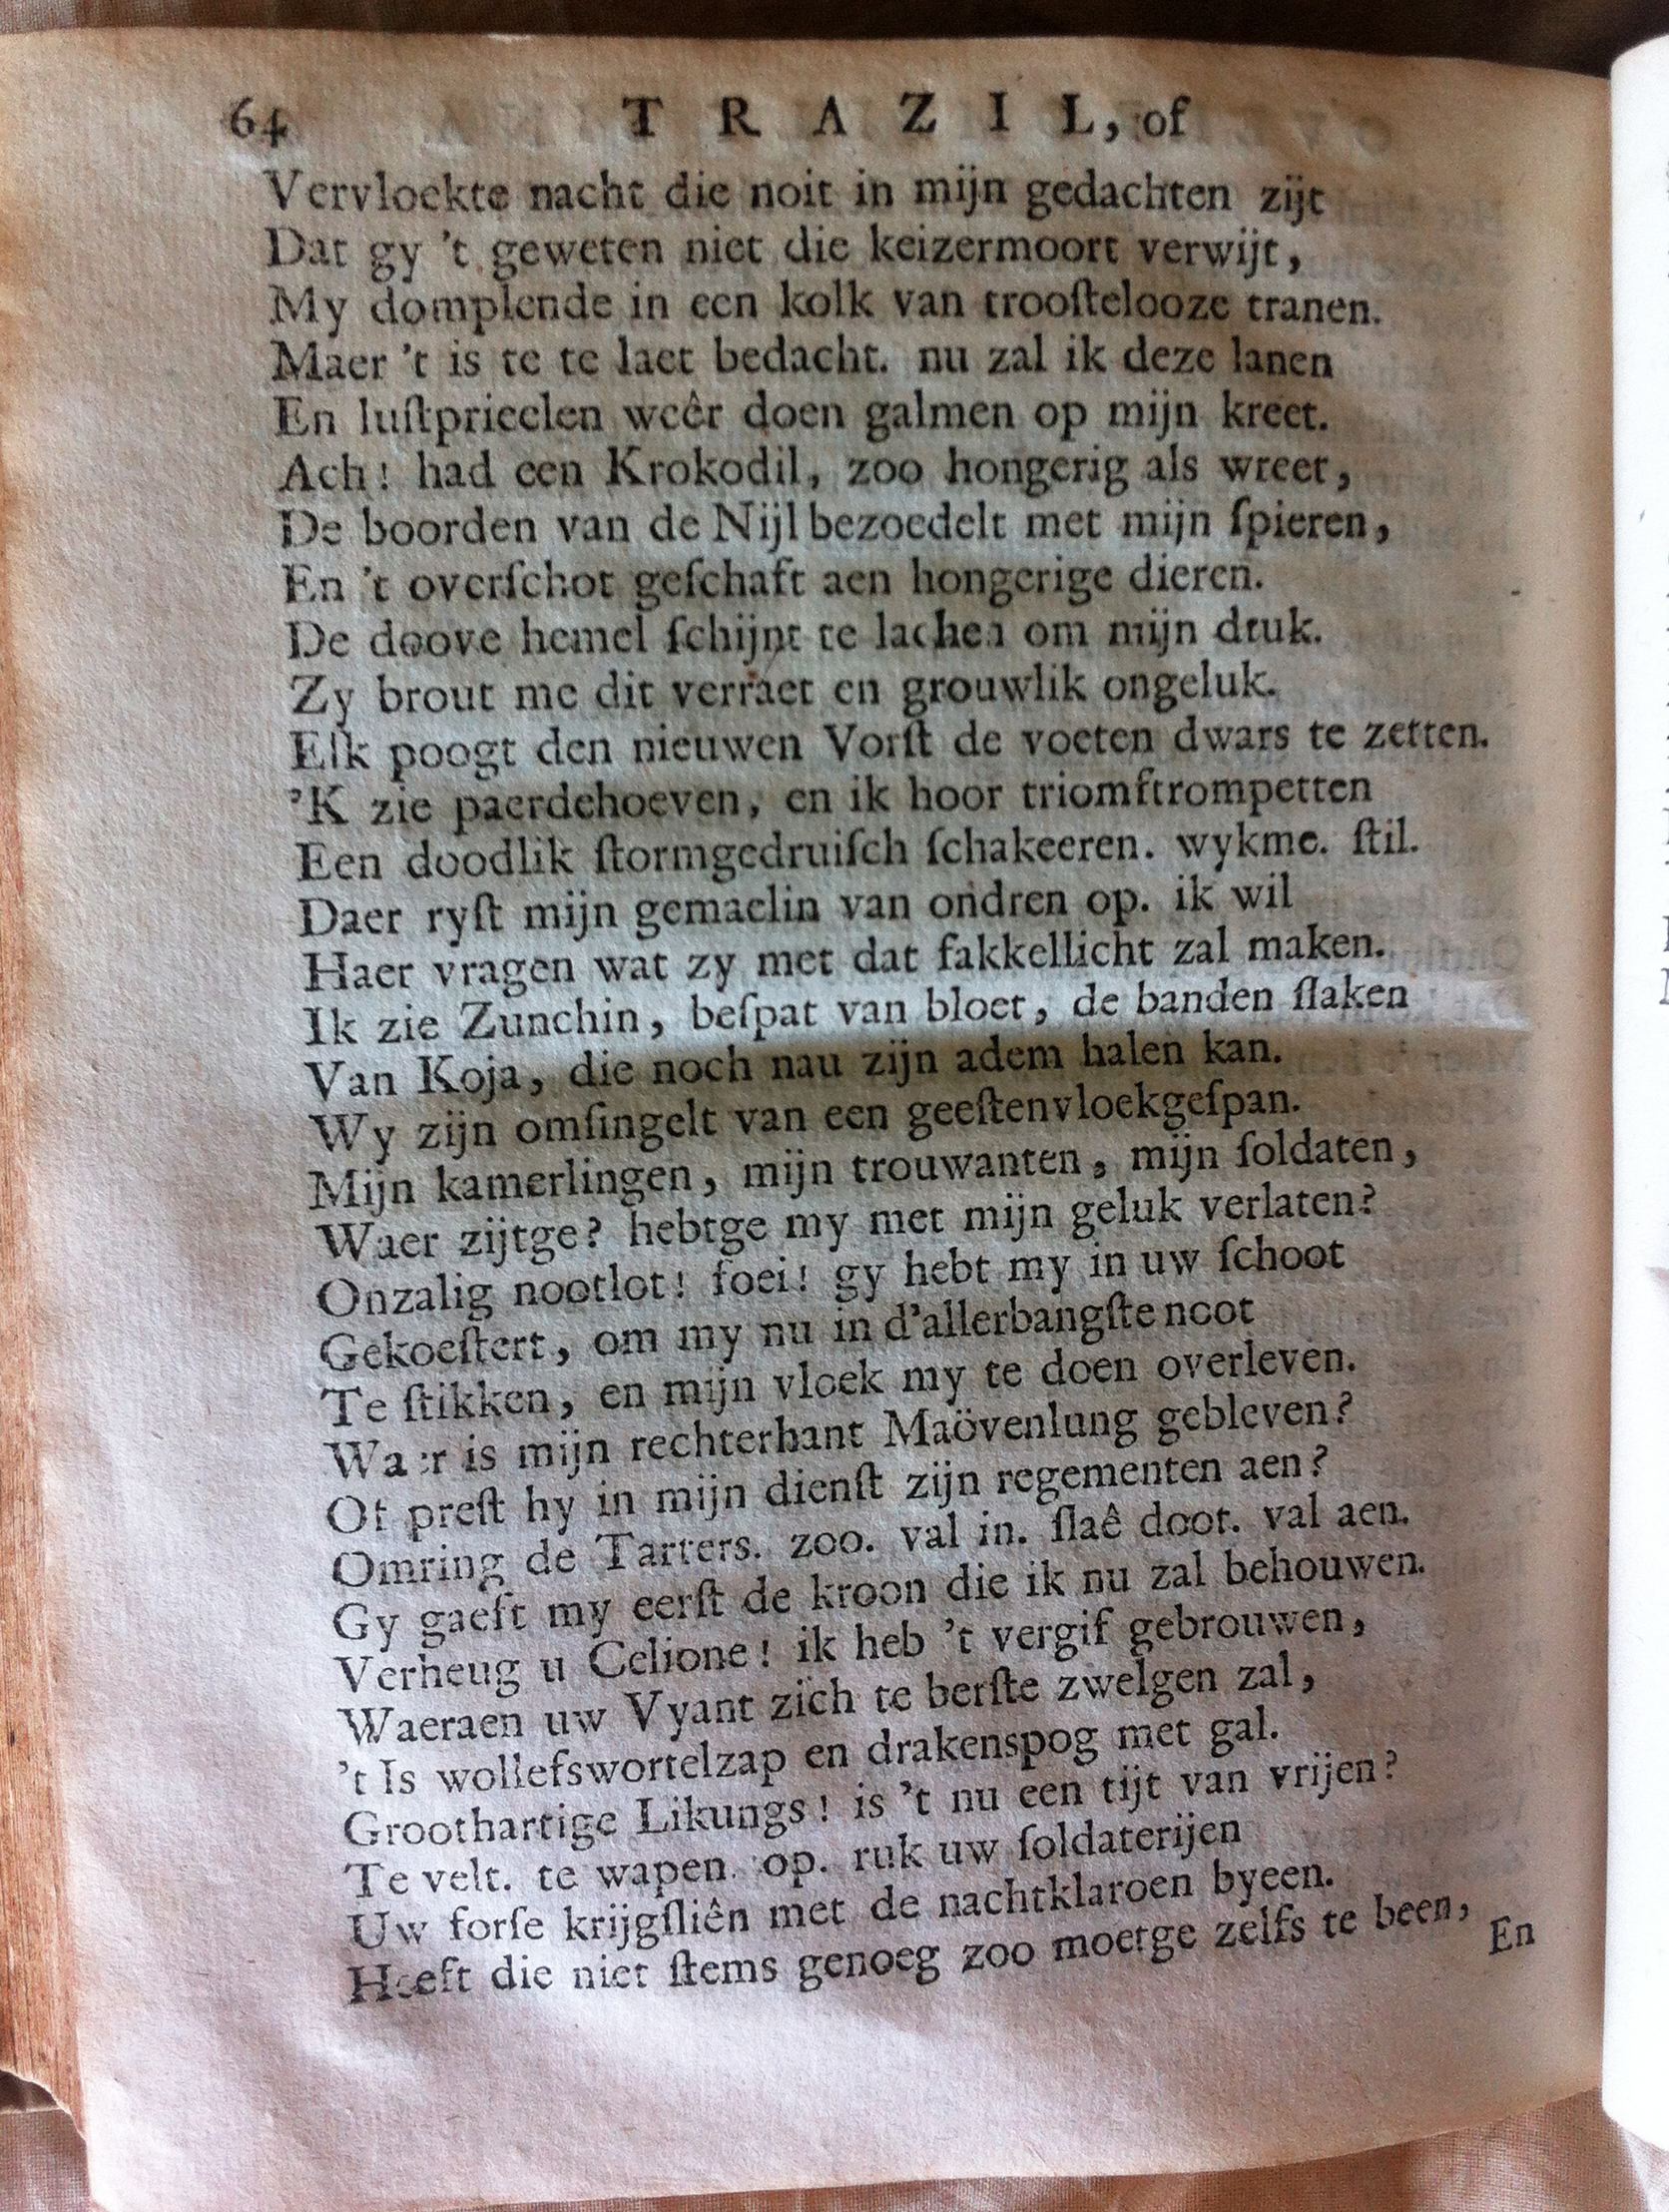 64 TRAZIL, of
Vervloekte nacht die noit in mijn gedachten zijt
Dat gy 't geweten niet die keizermoort verwijt,
My domplende in een kolk van trooſtelooze tranen.
Maer 't is te te laet bedacht. nu zal ik deze lanen
En luſtprieelen weêr doen galmen op mijn kreet.
Ach! had een Krokodil, zoo hongerig als wreet,
De boorden van de Nijl bezoedelt met mijn ſpieren,
En 't overſchot geſchaft aen hongerige dieren.
De doove hemel ſchijnt te lachen om mijn druk.
Zy brout me dit verraet en grouwlik ongeluk.
Elk poogt den nieuwen Vorſt de voeten dwars te zetten.
'K zie paerdehoeven, en ik hoor triomftrompetten
Een doodlik ſtormgedruiſch ſchakeeren. wykme. ſtil.
Daer ryſt mijn gemaelin van ondren op. ik wil
Haer vragen wat zy met dat fakkellicht zal maken.
Ik zie Zunchin, beſpat van bloet, de banden ſlaken
Van Koja, die noch nau zijn adem halen kan.
Wy zijn omſingelt van een geeſtenvloekgeſpan.
Mijn kamerlingen, mijn trouwanten, mijn ſoldaten,
Waer zijtge? hebtge my met mijn geluk verlaten?
Onzalig nootlot! foei! gy hebt my in uw ſchoot
Gekoeſtert, om my nu in d'allerbangſte noot
Te ſtikken, en mijn vloek my te doen overleven.
Waer is mijn rechterhant Maövenlung gebleven?
Of preſt hy in mijn dienſt zijn regementen aen?
Omring de Tarters. zoo. val in. ſlaê doot. val aen.
Gy gaeft my eerſt de kroon die ik nu zal behouwen.
Verheug u Celione! ik heb 't vergif gebrouwen,
Waeraen uw Vyant zich te berſte zwelgen zal,
't Is wollefswortelzap en drakenspog met gal.
Groothartige Likungs! is 't nu een tijt van vrijen?
Te velt. te wapen. op. ruk uw ſoldaterijen
Uw forſe krijgſliên met de nachtklaroen byeen.
Heeft die niet ſtems genoeg zoo moetge zelfs te been,
En